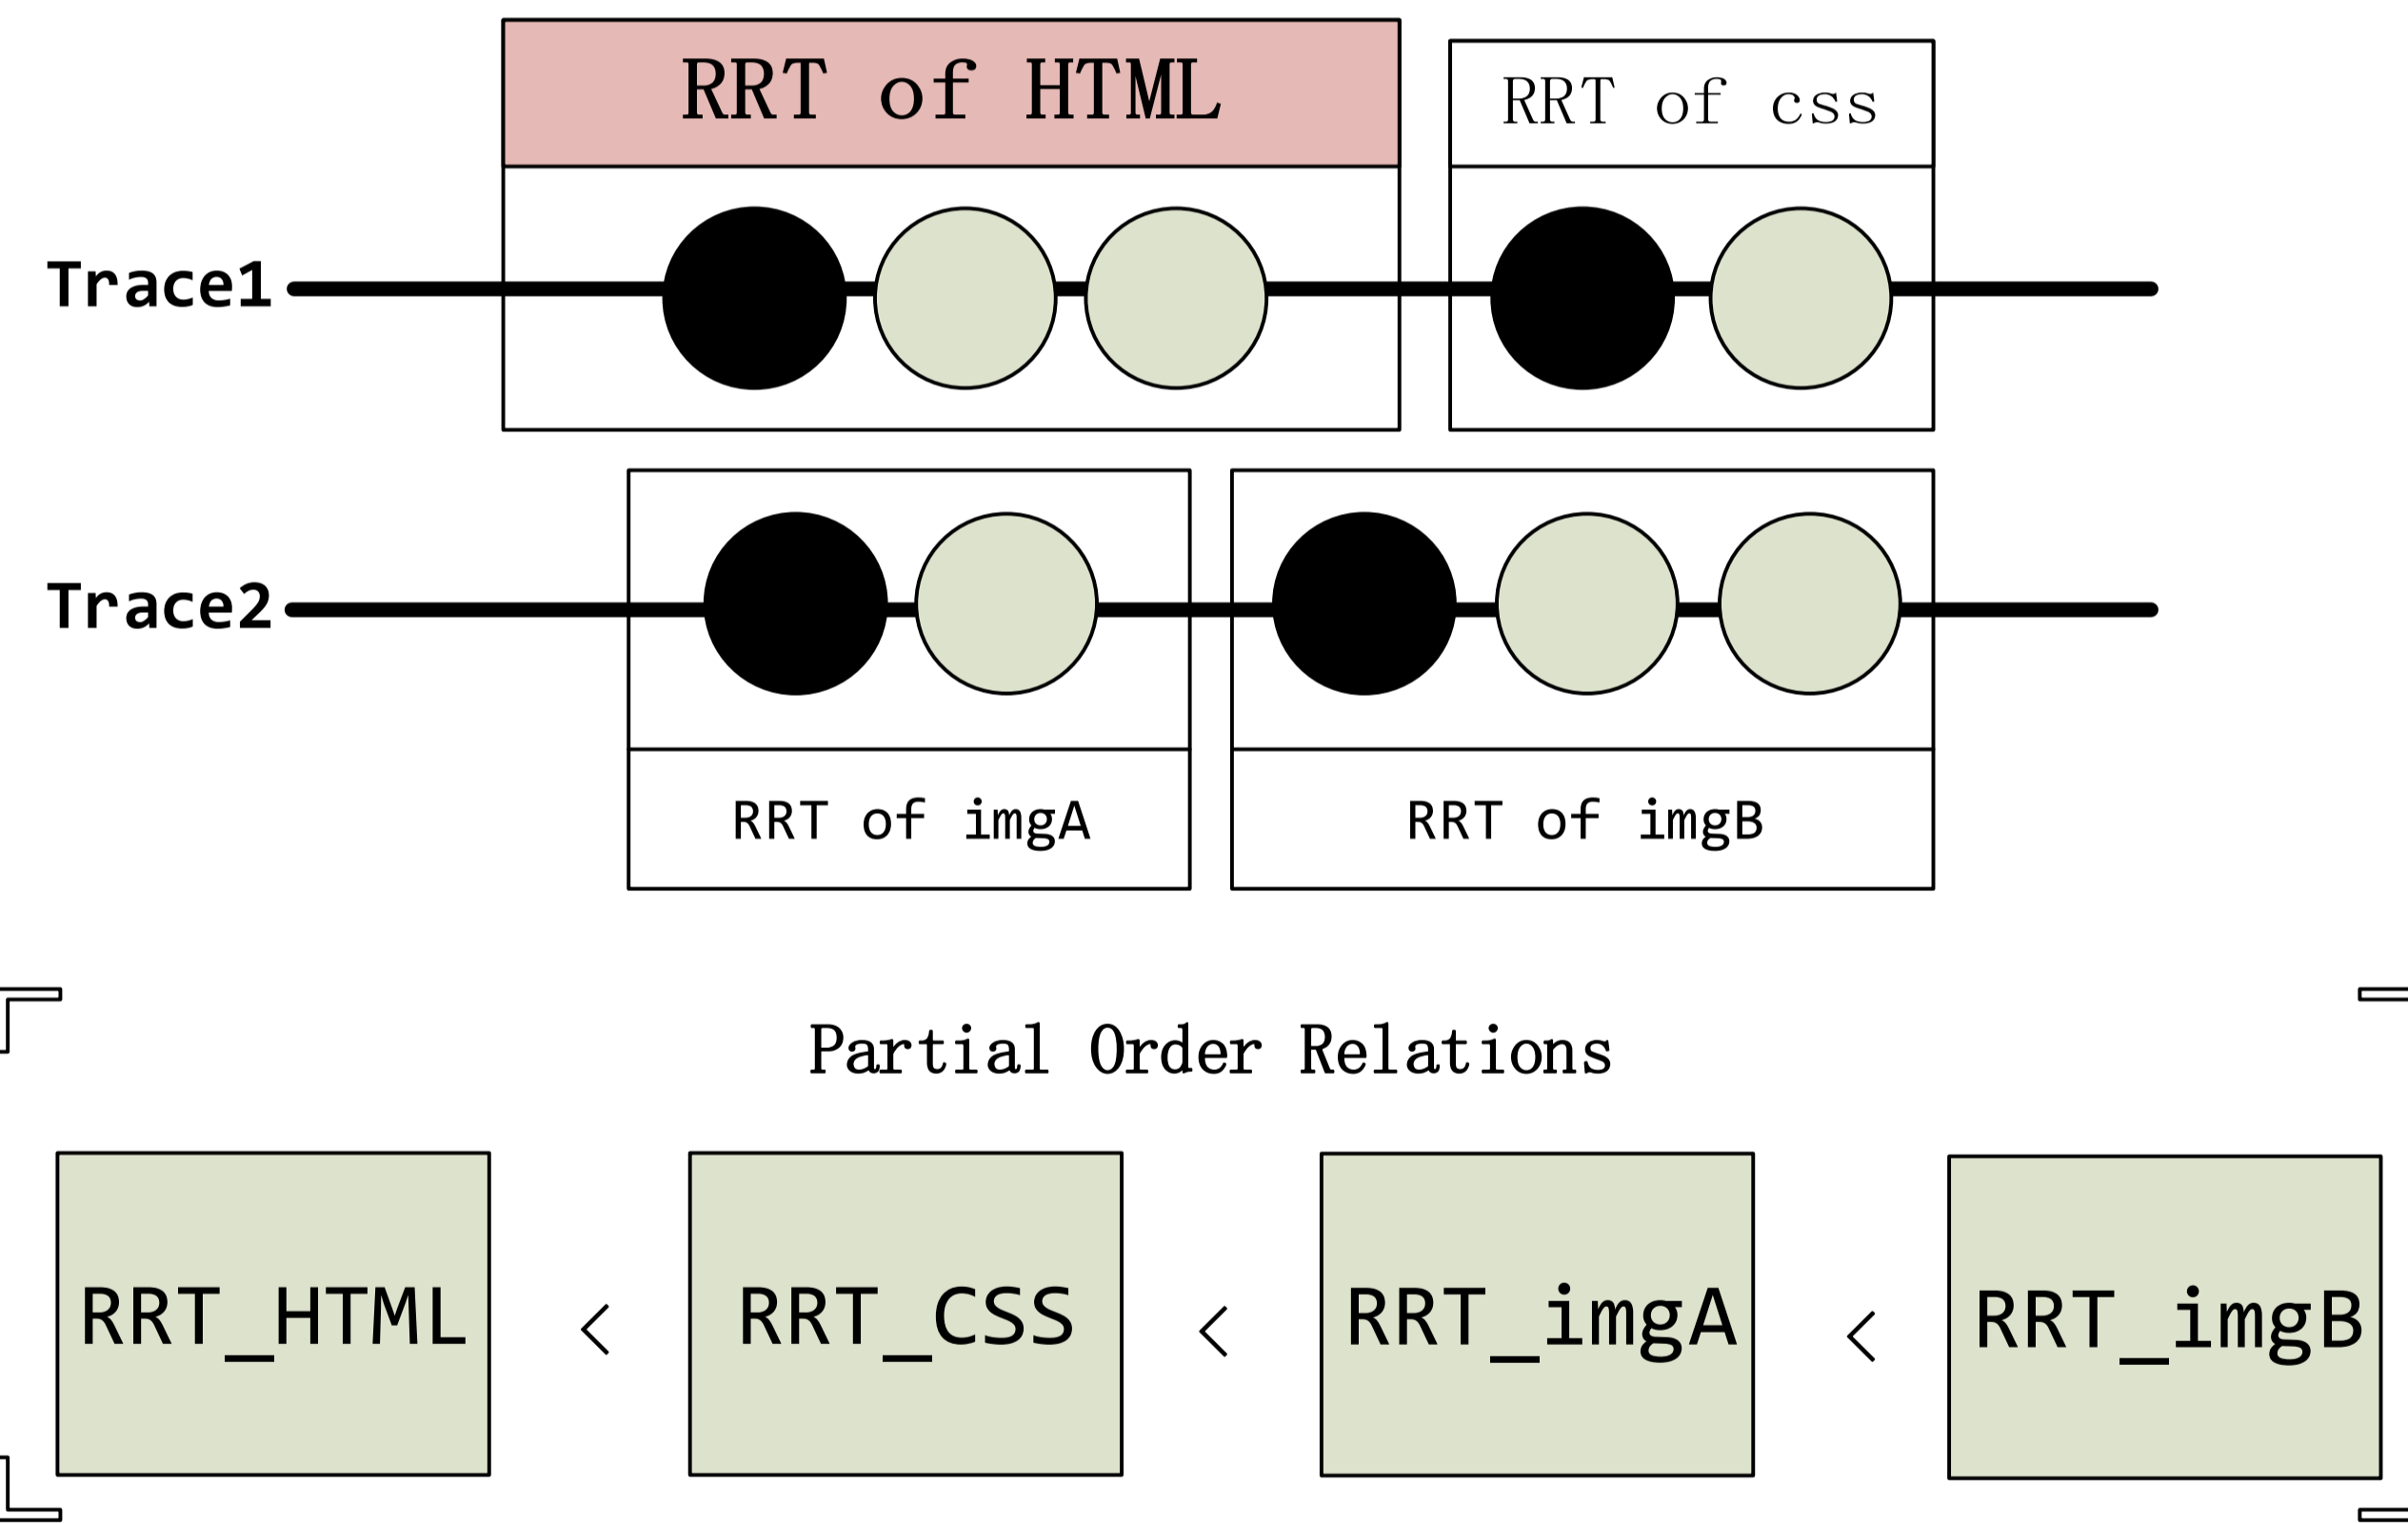 RRT of HTML
RRT of css
Trace1
Trace2
RRT of imgA
RRT of imgB
Partial Order Relations
RRT_HTML < RRT_CSS < RRT_imgA < RRT_imgB